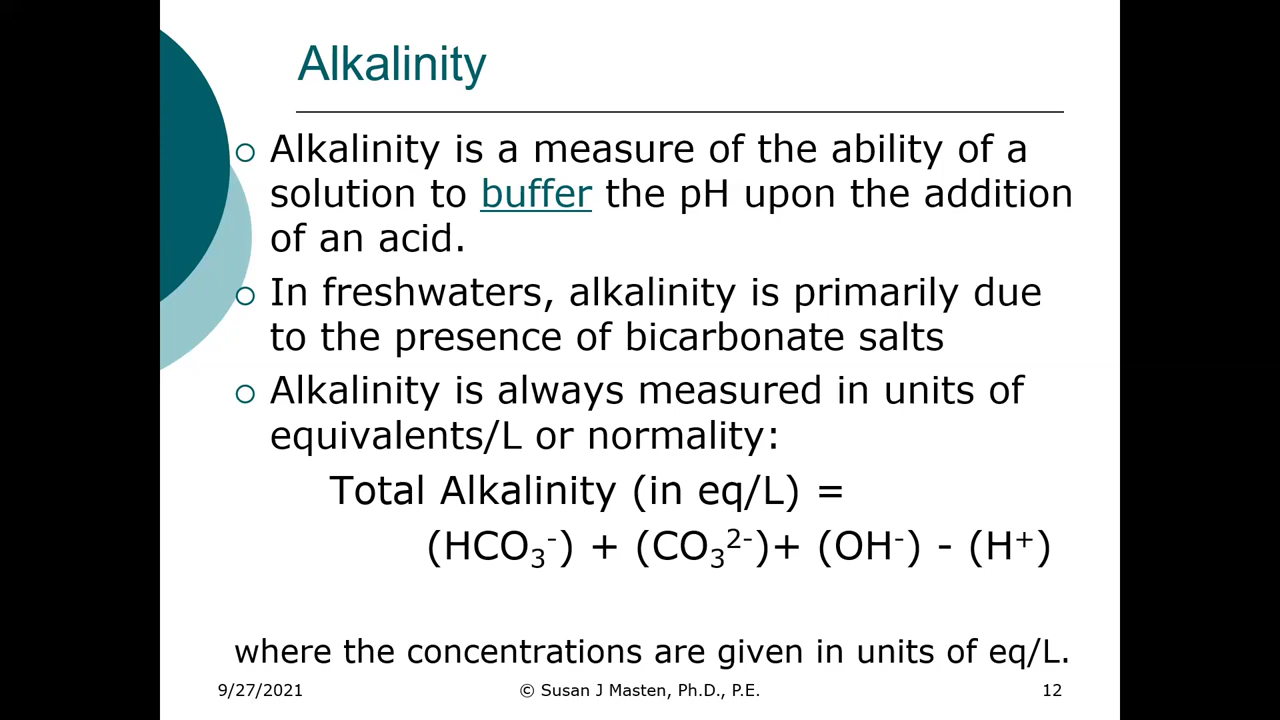 Alkalinity
Alkalinity is a measure of the ability of a
solution to buffer the pH upon the addition
of an acid.
In freshwaters, alkalinity is primarily due
to the presence of bicarbonate salts
Alkalinity is always measured in units of
equivalents/L or normality:
Total Alkalinity (in eq/L) =
(HCO₃⁻) + (CO₃²⁻)+ (OH⁻) - (H⁺)
where the concentrations are given in units of eq/L.
9/27/2021 © Susan J Masten, Ph.D., P.E. 12